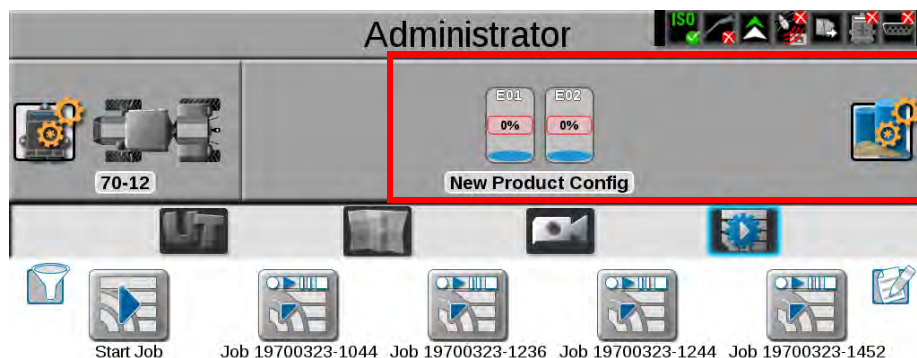 Administrator
ISO
E01 E02
0% 0%
70-12
New Product Config
UT
Start Job
Job 19700323-1044
Job 19700323-1236
Job 19700323-1244
Job 19700323-1452